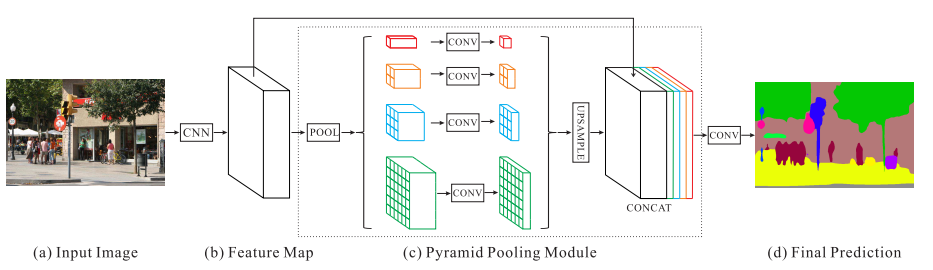 CNN
POOL
CONV
CONV
CONV
CONV
UPSAMPLE
CONCAT
CONV
(a) Input Image
(b) Feature Map
(c) Pyramid Pooling Module
(d) Final Prediction